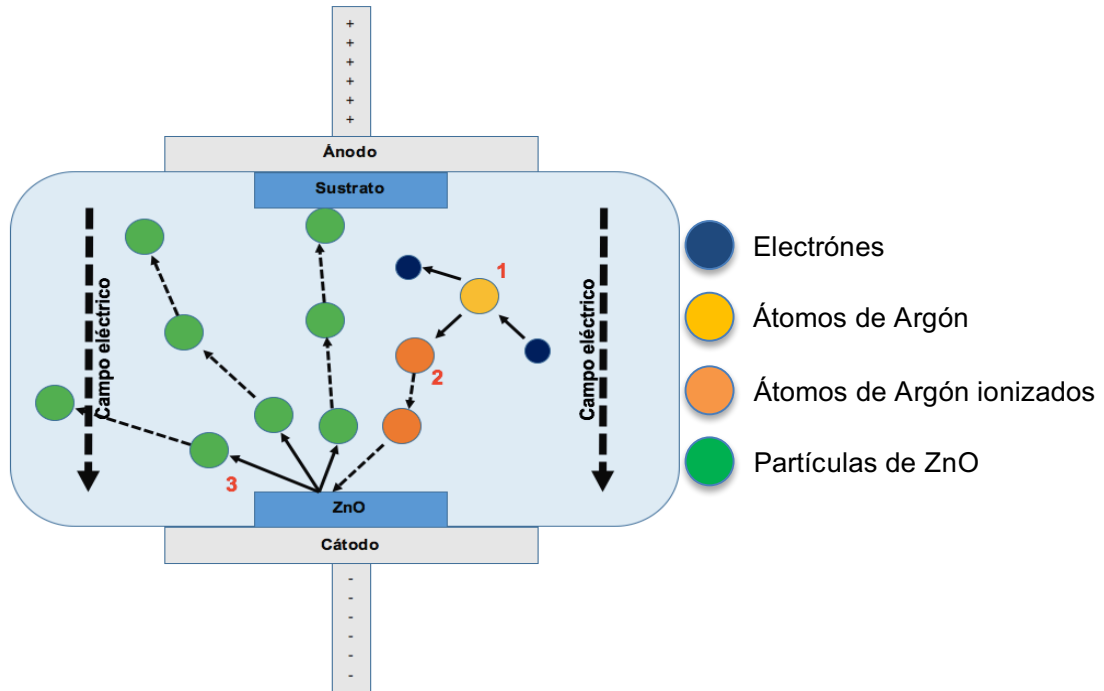 +
+
+
+
+
+
Ánodo
Sustrato
Campo eléctrico
Campo eléctrico
1
2
3
ZnO
Cátodo
-
-
-
-
-
-
Electrónes
Átomos de Argón
Átomos de Argón ionizados
Partículas de ZnO